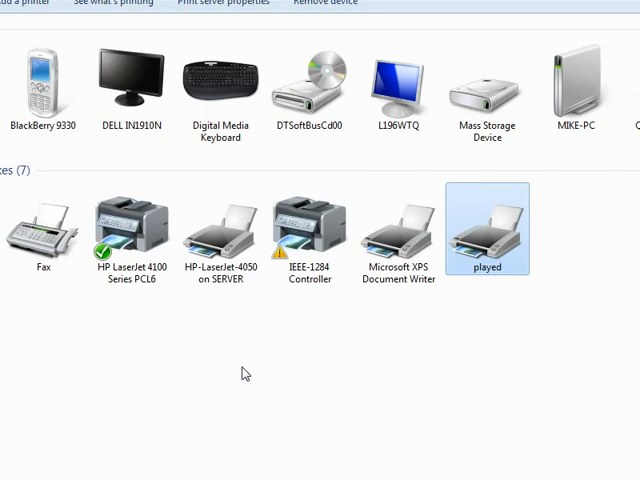 dd a printer   See what's printing   Print server properties   Remove device
BlackBerry 9330   DELL IN1910N   Digital Media   DTSoftBusCd00   L196WTQ   Mass Storage   MIKE-PC
Keyboard   Device
xes (7)
Fax   HP LaserJet 4100   HP-LaserJet-4050   IEEE-1284   Microsoft XPS   played
Series PCL6   on SERVER   Controller   Document Writer